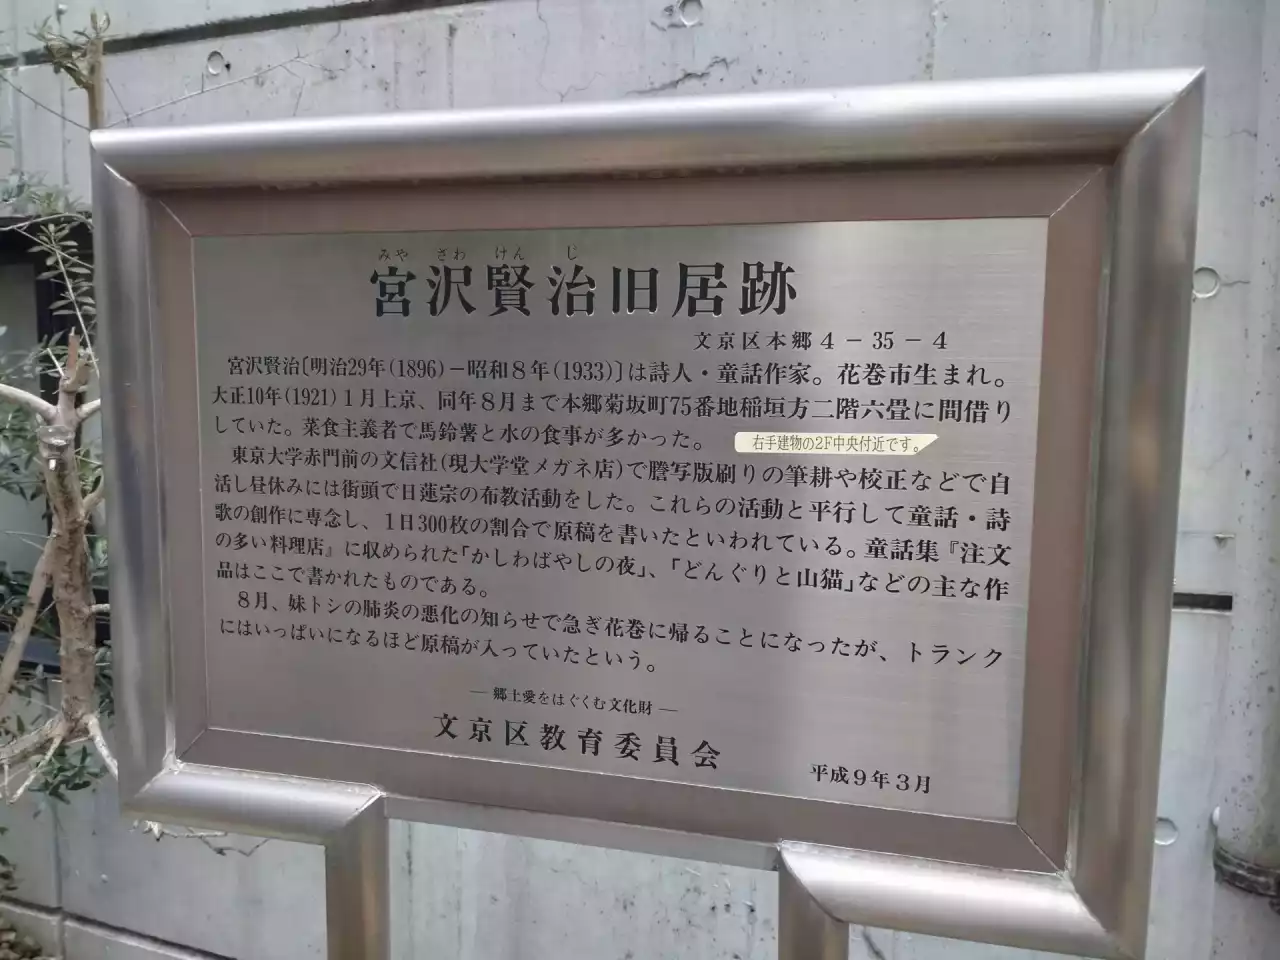 みやざわけんじ
宮沢賢治旧居跡
文京区本郷4－35－4
宮沢賢治〔明治29年(1896)－昭和8年(1933)〕は詩人・童話作家。花巻市生まれ。
大正10年(1921)1月上京、同年8月まで本郷菊坂町75番地稲垣方二階六畳に間借り
していた。菜食主義者で馬鈴薯と水の食事が多かった。
右手建物の2F中央付近です。
東京大学赤門前の文信社(現大学堂メガネ店)で謄写版刷りの筆耕や校正などで自
活し昼休みには街頭で日蓮宗の布教活動をした。これらの活動と平行して童話・詩
歌の創作に専念し、1日300枚の割合で原稿を書いたといわれている。童話集『注文
の多い料理店』に収められた「かしわばやしの夜」、「どんぐりと山猫」などの主な作
品はここで書かれたものである。
8月、妹トシの肺炎の悪化の知らせで急ぎ花巻に帰ることになったが、トランク
にはいっぱいになるほど原稿が入っていたという。
―郷土愛をはぐくむ文化財―
文京区教育委員会
平成9年3月